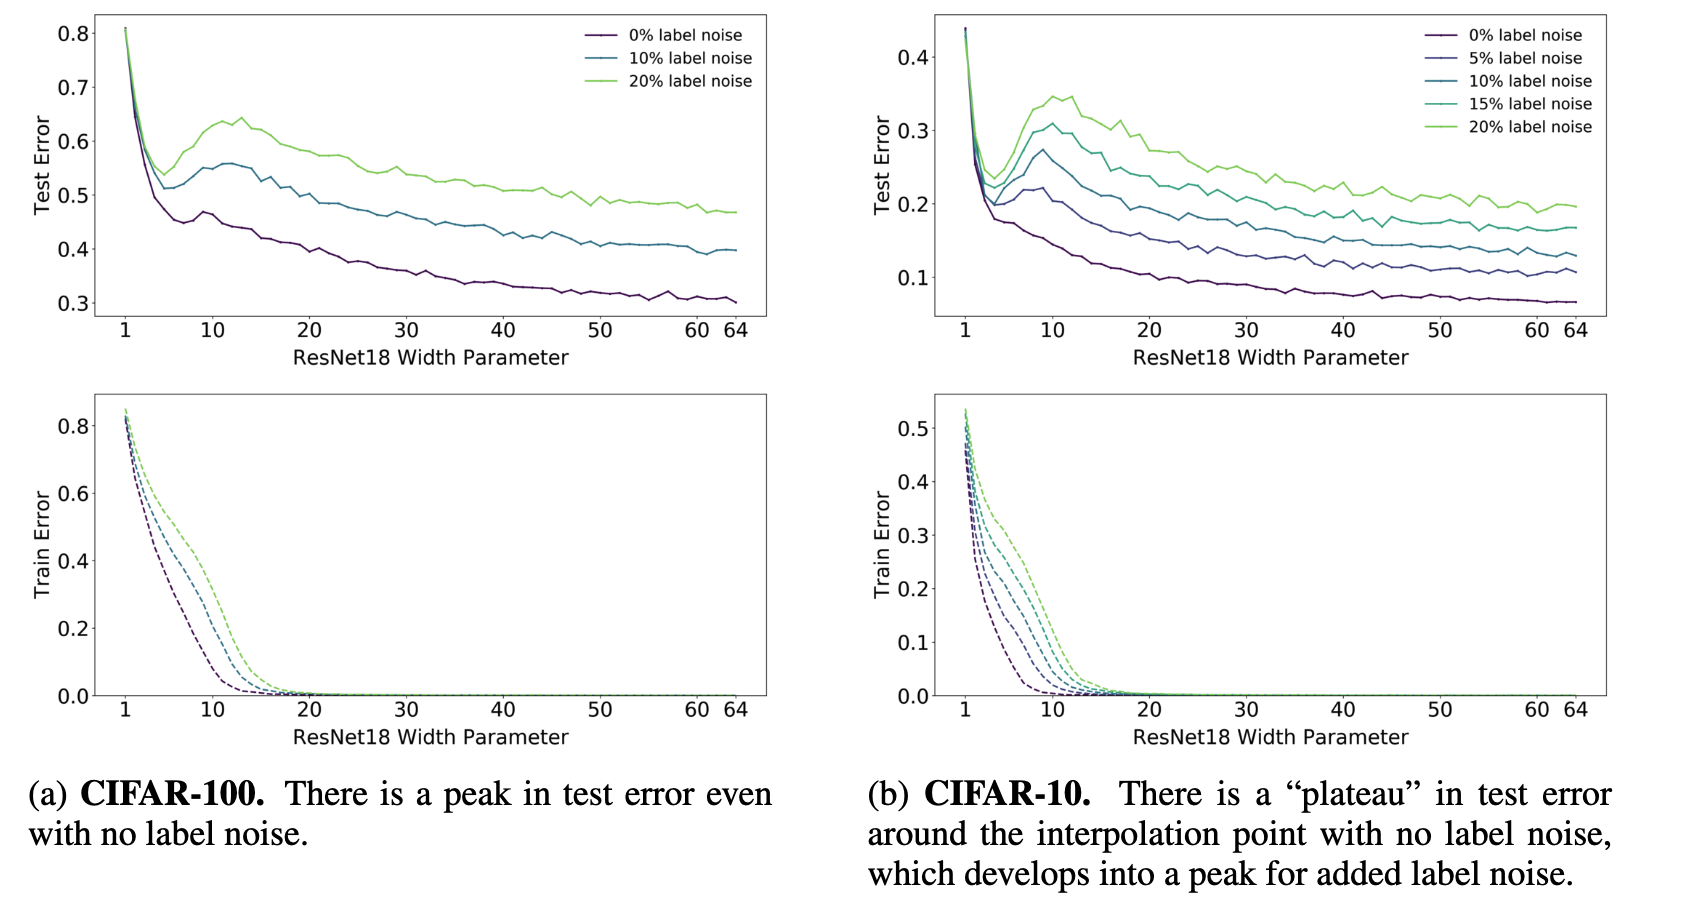 0.8
0.7
0.6
0.5
0.4
0.3
Test Error
0% label noise
10% label noise
20% label noise
1 10 20 30 40 50 60 64
ResNet18 Width Parameter
0.4
0.3
0.2
0.1
Test Error
0% label noise
5% label noise
10% label noise
15% label noise
20% label noise
1 10 20 30 40 50 60 64
ResNet18 Width Parameter
0.8
0.6
0.4
0.2
0.0
Train Error
1 10 20 30 40 50 60 64
ResNet18 Width Parameter
0.5
0.4
0.3
0.2
0.1
0.0
Train Error
1 10 20 30 40 50 60 64
ResNet18 Width Parameter
(a) CIFAR-100. There is a peak in test error even
with no label noise.
(b) CIFAR-10. There is a “plateau” in test error
around the interpolation point with no label noise,
which develops into a peak for added label noise.